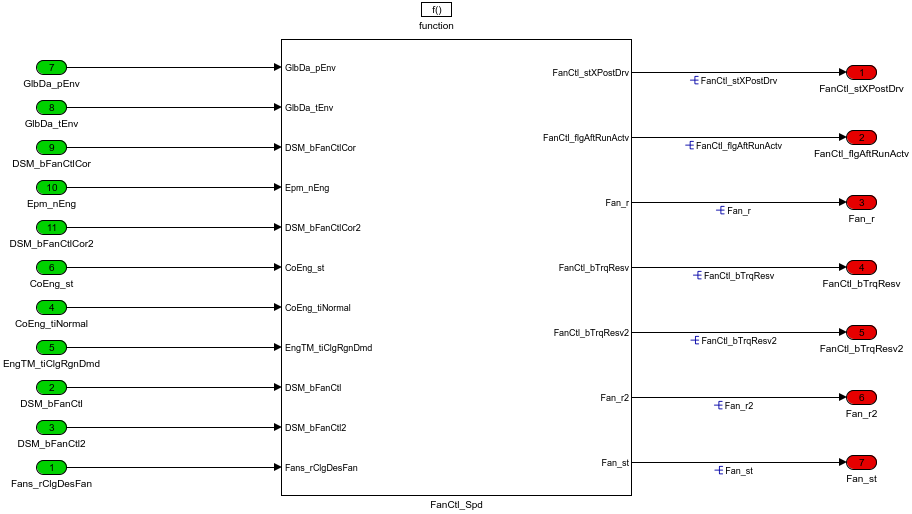 f()
function
7
GlbDa_pEnv
GlbDa_pEnv
8
GlbDa_tEnv
GlbDa_tEnv
9
DSM_bFanCtlCor
DSM_bFanCtlCor
10
Epm_nEng
Epm_nEng
11
DSM_bFanCtlCor2
DSM_bFanCtlCor2
6
CoEng_st
CoEng_st
4
CoEng_tiNormal
CoEng_tiNormal
5
EngTM_tiClgRgnDmd
EngTM_tiClgRgnDmd
2
DSM_bFanCtl
DSM_bFanCtl
3
DSM_bFanCtl2
DSM_bFanCtl2
1
Fans_rClgDesFan
Fans_rClgDesFan
FanCtl_stXPostDrv
FanCtl_stXPostDrv
1
FanCtl_stXPostDrv
FanCtl_flgAftRunActv
FanCtl_flgAftRunActv
2
FanCtl_flgAftRunActv
Fan_r
Fan_r
3
Fan_r
FanCtl_bTrqResv
FanCtl_bTrqResv
4
FanCtl_bTrqResv
FanCtl_bTrqResv2
FanCtl_bTrqResv2
5
FanCtl_bTrqResv2
Fan_r2
Fan_r2
6
Fan_r2
Fan_st
Fan_st
7
Fan_st
FanCtl_Spd